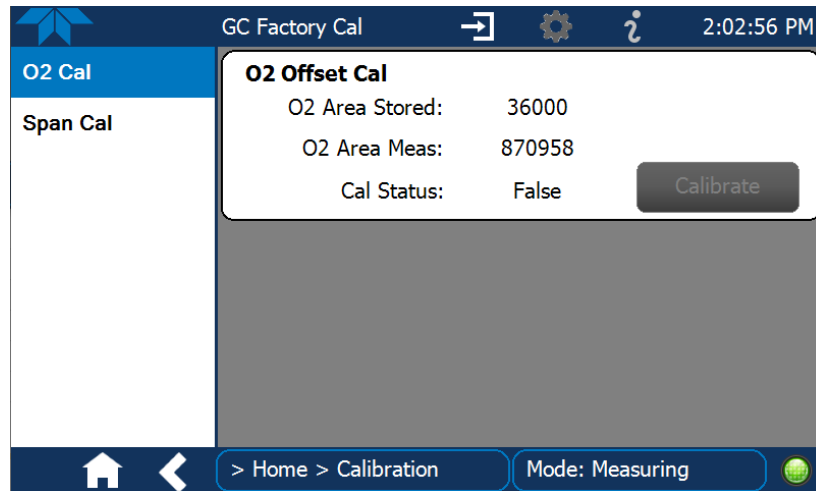 GC Factory Cal
2:02:56 PM
O2 Cal
Span Cal
O2 Offset Cal
O2 Area Stored: 36000
O2 Area Meas: 870958
Cal Status: False
Calibrate
> Home > Calibration
Mode: Measuring